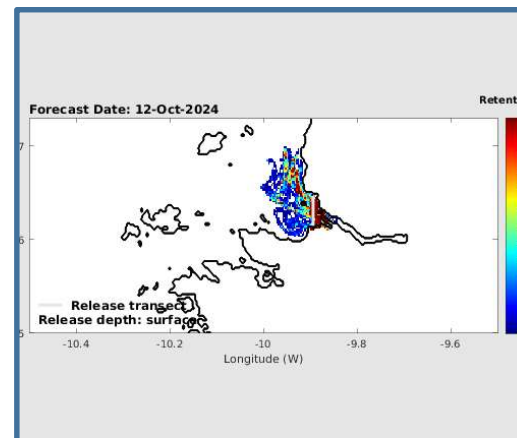 Forecast Date: 12-Oct-2024
Retent
7
6
5
Release transect
Release depth: surface
-10.4
-10.2
-10
-9.8
-9.6
Longitude (W)